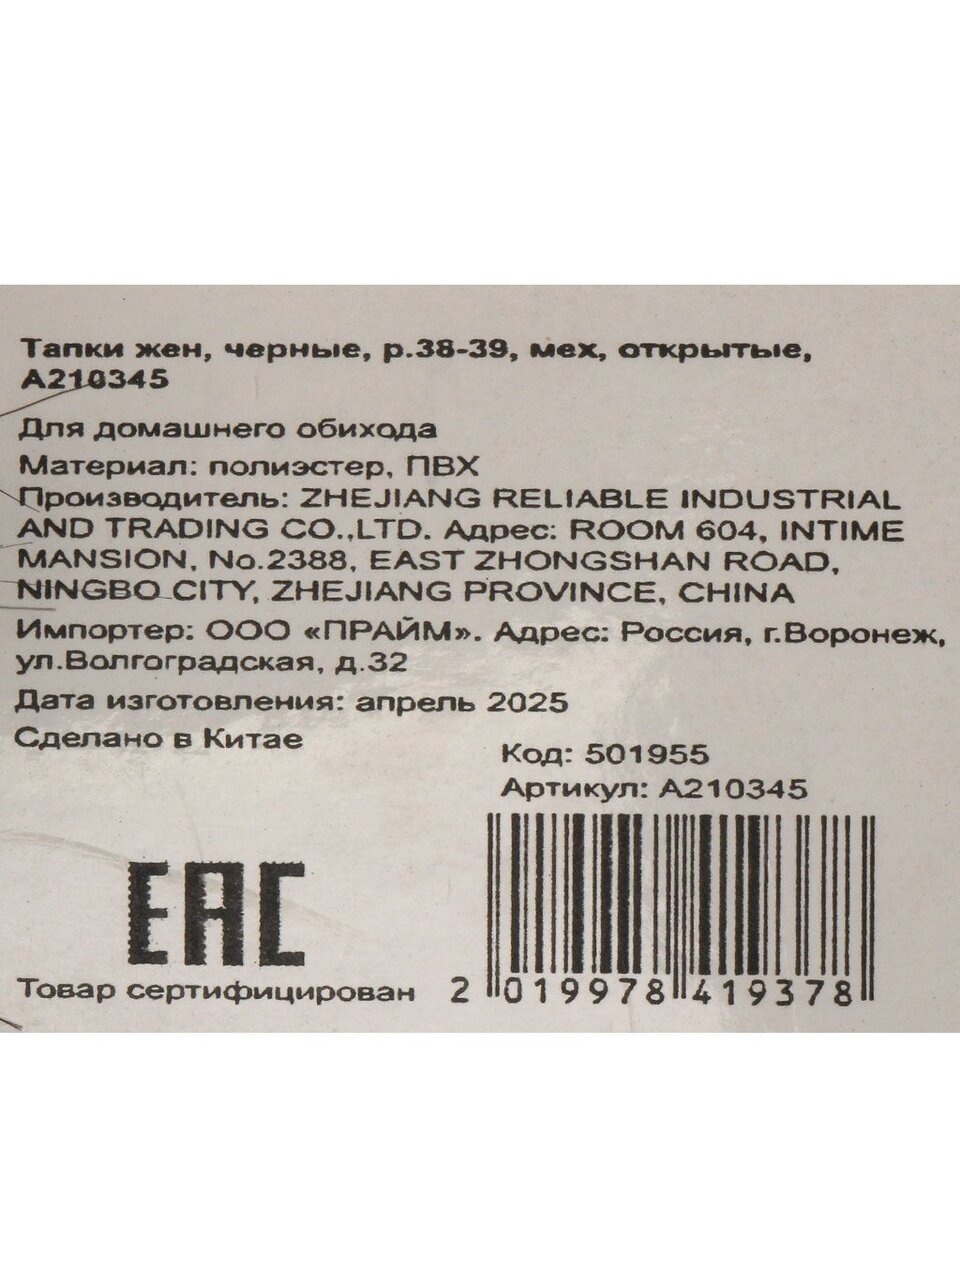 Тапки жен, черные, р.38-39, мех, открытые,
А210345
Для домашнего обихода
Материал: полиэстер, ПВХ
Производитель: ZHEJIANG RELIABLE INDUSTRIAL
AND TRADING CO.,LTD. Адрес: ROOM 604, INTIME
MANSION, No.2388, EAST ZHONGSHAN ROAD,
NINGBO CITY, ZHEJIANG PROVINCE, CHINA
Импортер: ООО «ПРАЙМ». Адрес: Россия, г.Воронеж,
ул.Волгоградская, д.32
Дата изготовления: апрель 2025
Сделано в Китае
Код: 501955
Артикул: А210345
EAC
Товар сертифицирован
2 019978 419378